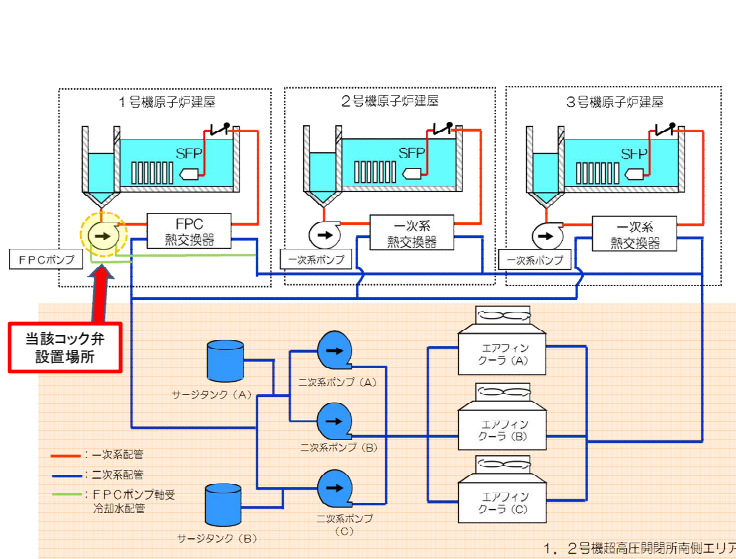 1号機原子炉建屋
2号機原子炉建屋
3号機原子炉建屋
SFP
SFP
SFP
FPC
熱交換器
一次系
熱交換器
一次系
熱交換器
FPCポンプ
一次系ポンプ
一次系ポンプ
当該コック弁
設置場所
サージタンク(A)
二次系ポンプ(A)
エアフィン
クーラ(A)
二次系ポンプ(B)
エアフィン
クーラ(B)
:一次系配管
:二次系配管
:FPCポンプ軸受
冷却水配管
サージタンク(B)
二次系ポンプ
(C)
エアフィン
クーラ(C)
1.2号機超高圧開閉所南側エリア